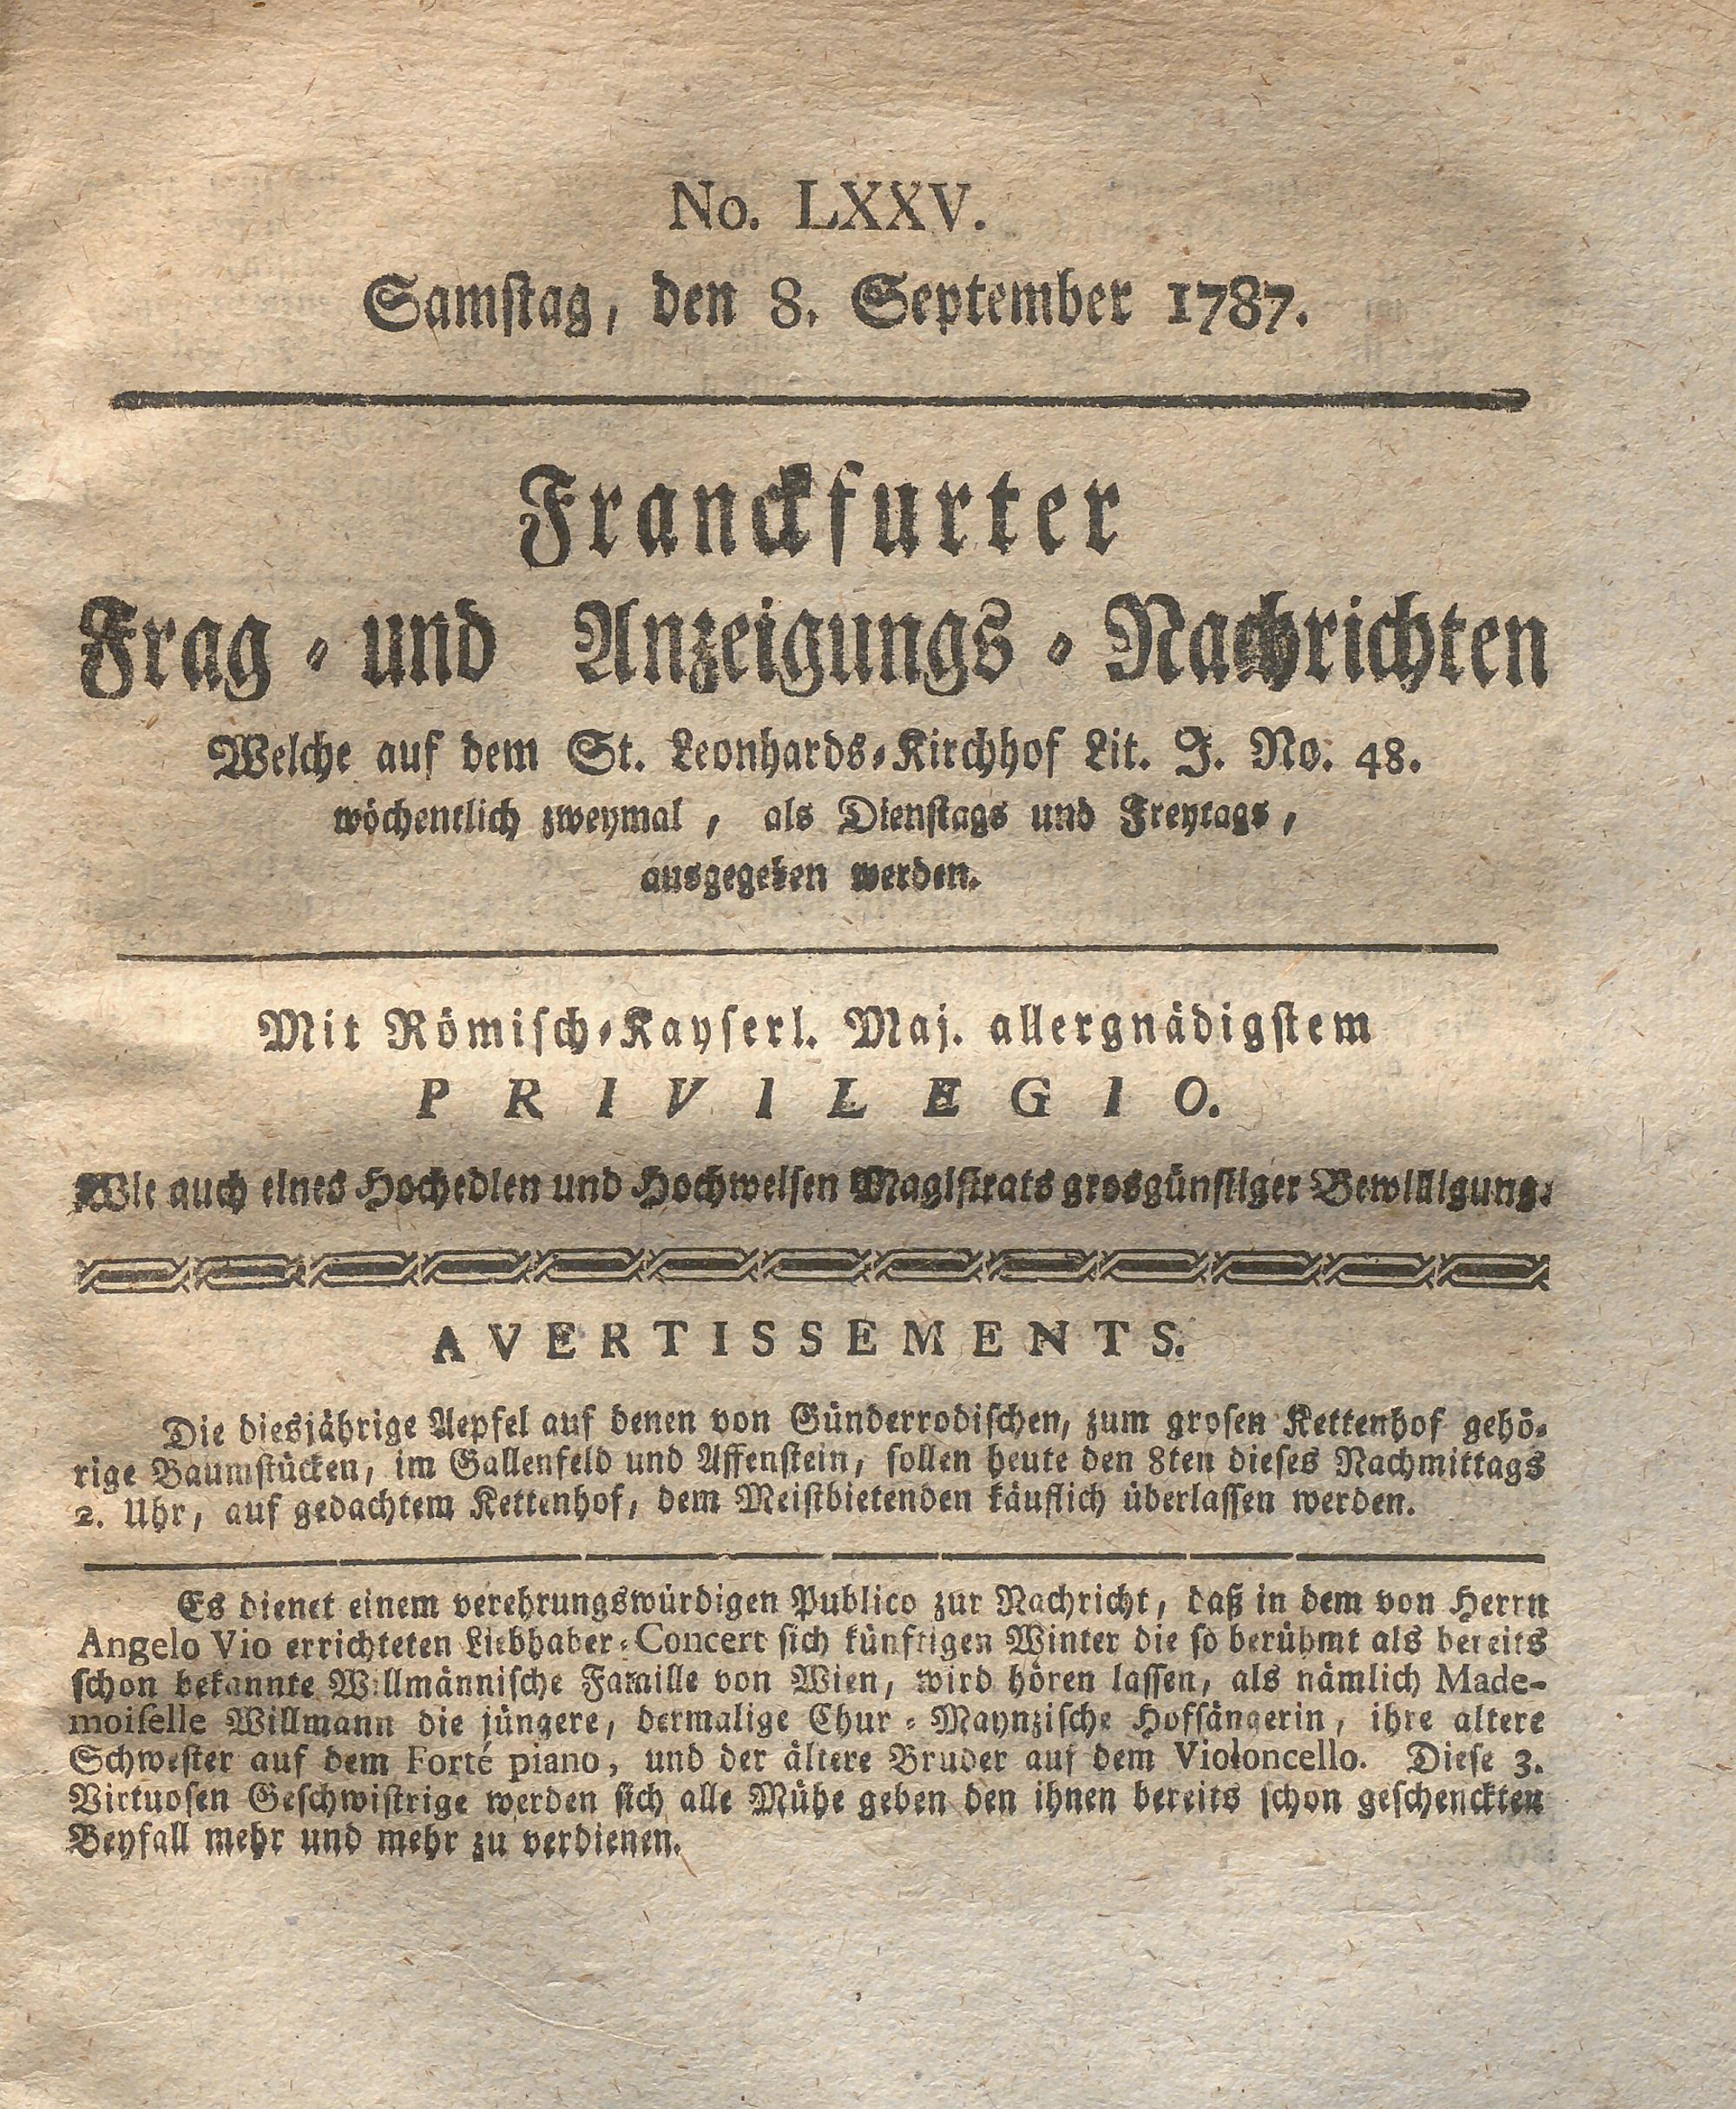 No. LXXV.
Samſtag, den 8. September 1787.
Franckfurter
Frag- und Anzeigungs-Nachrichten
Welche auf dem St. Leonhards-Kirchhof Lit. J. No. 48.
wöchentlich zweymal, als Dienſtags und Freytags,
ausgegeben werden.
Mit Römiſch-Kayſerl. Maj. allergnädigſtem
PRIVILEGIO.
Wie auch eines Hochedlen und Hochweiſen Magiſtrats grosgünſtiger Bewilligung.
AVERTISSEMENTS.
Die diesjährige Aepfel auf denen von Günderrodiſchen, zum groſen Kettenhof gehö-
rige Baumſtücken, im Gallenfeld und Affenſtein, ſollen heute den 8ten dieſes Nachmittags
2. Uhr, auf gedachtem Kettenhof, dem Meiſtbietenden käuflich überlaſſen werden.
Es dienet einem verehrungswürdigen Publico zur Nachricht, daß in dem von Herrn
Angelo Vio errichteten Liebhaber-Concert ſich künftigen Winter die ſo berühmt als bereits
ſchon bekannte Willmänniſche Familie von Wien, wird hören laſſen, als nämlich Made-
moiſelle Willmann die jüngere, dermalige Chur-Maynziſche Hofſängerin, ihre altere
Schweſter auf dem Forté piano, und der ältere Bruder auf dem Violoncello. Dieſe 3.
Virtuoſen Geſchwiſtrige werden ſich alle Mühe geben den ihnen bereits ſchon geſchenckten
Beyfall mehr und mehr zu verdienen.